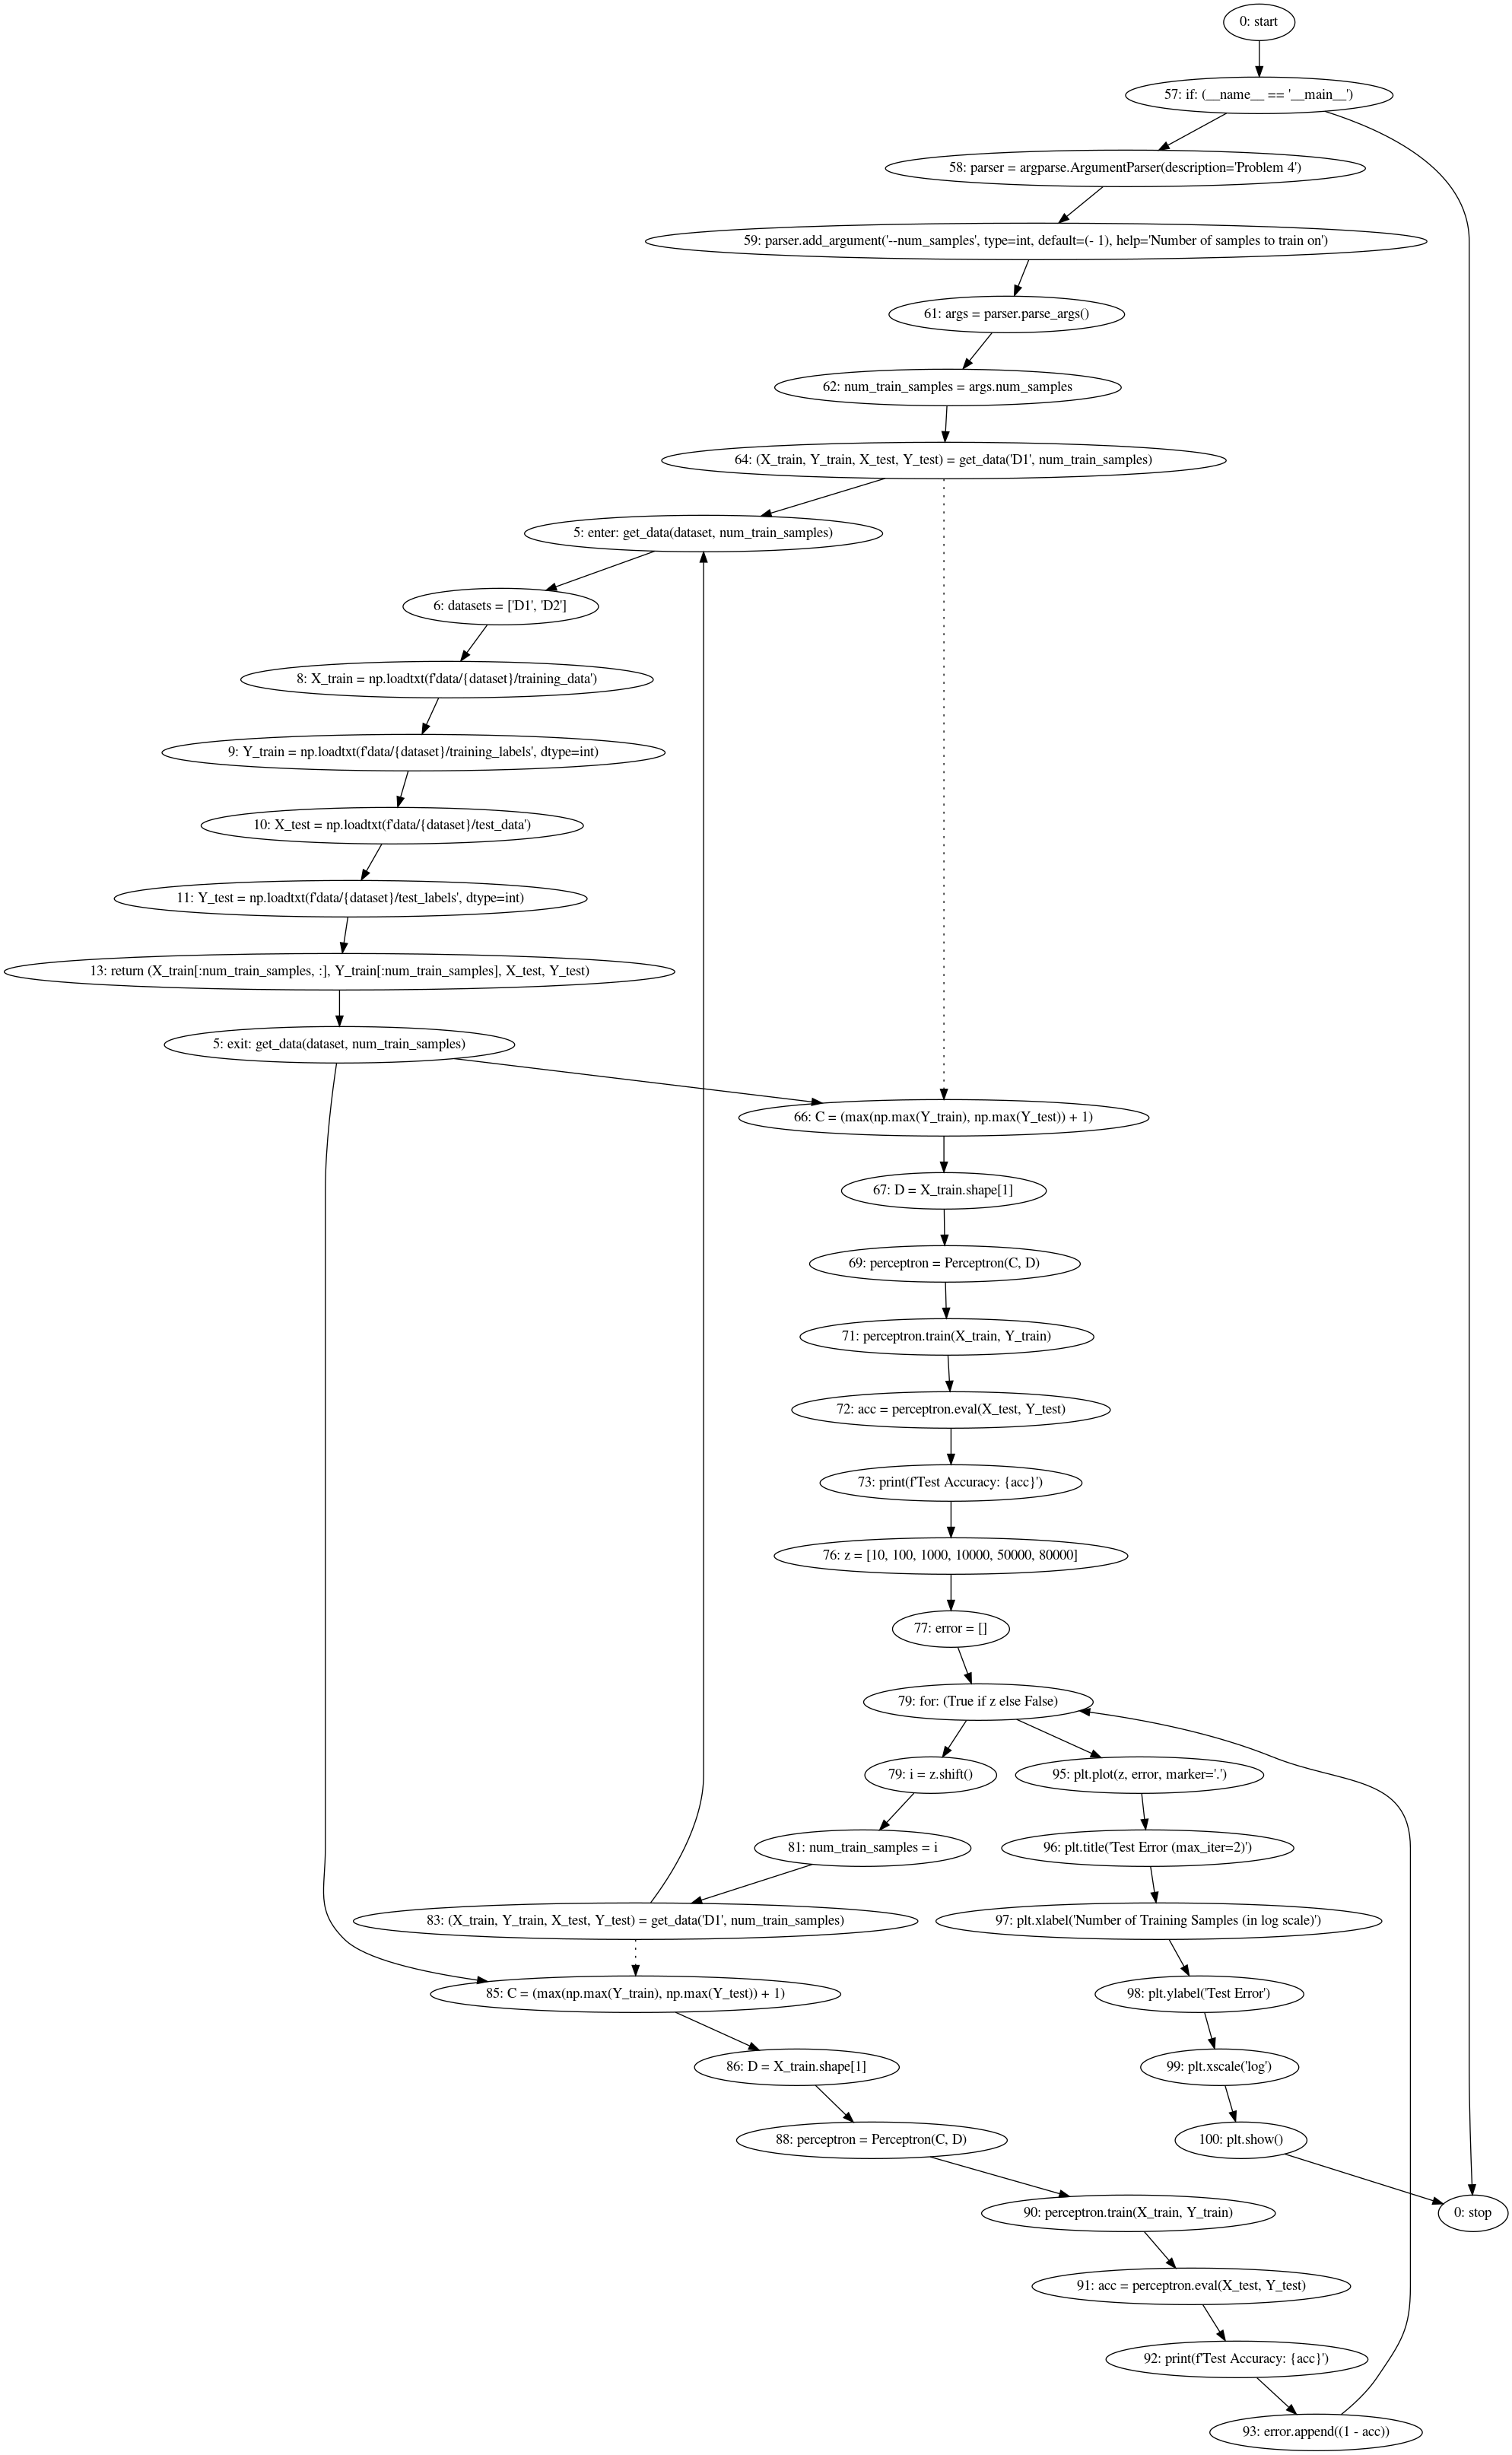 0: start
57: if: (__name__ == '__main__')
58: parser = argparse.ArgumentParser(description='Problem 4')
59: parser.add_argument('--num_samples', type=int, default=(- 1), help='Number of samples to train on')
61: args = parser.parse_args()
62: num_train_samples = args.num_samples
64: (X_train, Y_train, X_test, Y_test) = get_data('D1', num_train_samples)
5: enter: get_data(dataset, num_train_samples)
6: datasets = ['D1', 'D2']
8: X_train = np.loadtxt(f'data/{dataset}/training_data')
9: Y_train = np.loadtxt(f'data/{dataset}/training_labels', dtype=int)
10: X_test = np.loadtxt(f'data/{dataset}/test_data')
11: Y_test = np.loadtxt(f'data/{dataset}/test_labels', dtype=int)
13: return (X_train[:num_train_samples, :], Y_train[:num_train_samples], X_test, Y_test)
5: exit: get_data(dataset, num_train_samples)
66: C = (max(np.max(Y_train), np.max(Y_test)) + 1)
67: D = X_train.shape[1]
69: perceptron = Perceptron(C, D)
71: perceptron.train(X_train, Y_train)
72: acc = perceptron.eval(X_test, Y_test)
73: print(f'Test Accuracy: {acc}')
76: z = [10, 100, 1000, 10000, 50000, 80000]
77: error = []
79: for: (True if z else False)
79: i = z.shift()
95: plt.plot(z, error, marker='.')
81: num_train_samples = i
96: plt.title('Test Error (max_iter=2)')
83: (X_train, Y_train, X_test, Y_test) = get_data('D1', num_train_samples)
97: plt.xlabel('Number of Training Samples (in log scale)')
85: C = (max(np.max(Y_train), np.max(Y_test)) + 1)
98: plt.ylabel('Test Error')
86: D = X_train.shape[1]
99: plt.xscale('log')
88: perceptron = Perceptron(C, D)
100: plt.show()
90: perceptron.train(X_train, Y_train)
0: stop
91: acc = perceptron.eval(X_test, Y_test)
92: print(f'Test Accuracy: {acc}')
93: error.append((1 - acc))